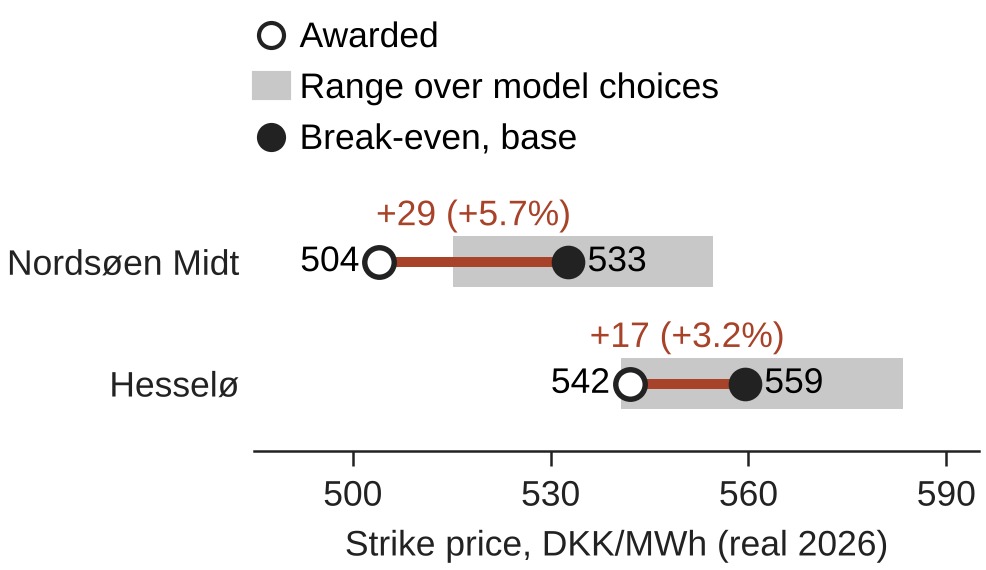 Awarded
Range over model choices
Break-even, base
+29 (+5.7%)
Nordsøen Midt 504 533
+17 (+3.2%)
Hesselø 542 559
500 530 560 590
Strike price, DKK/MWh (real 2026)